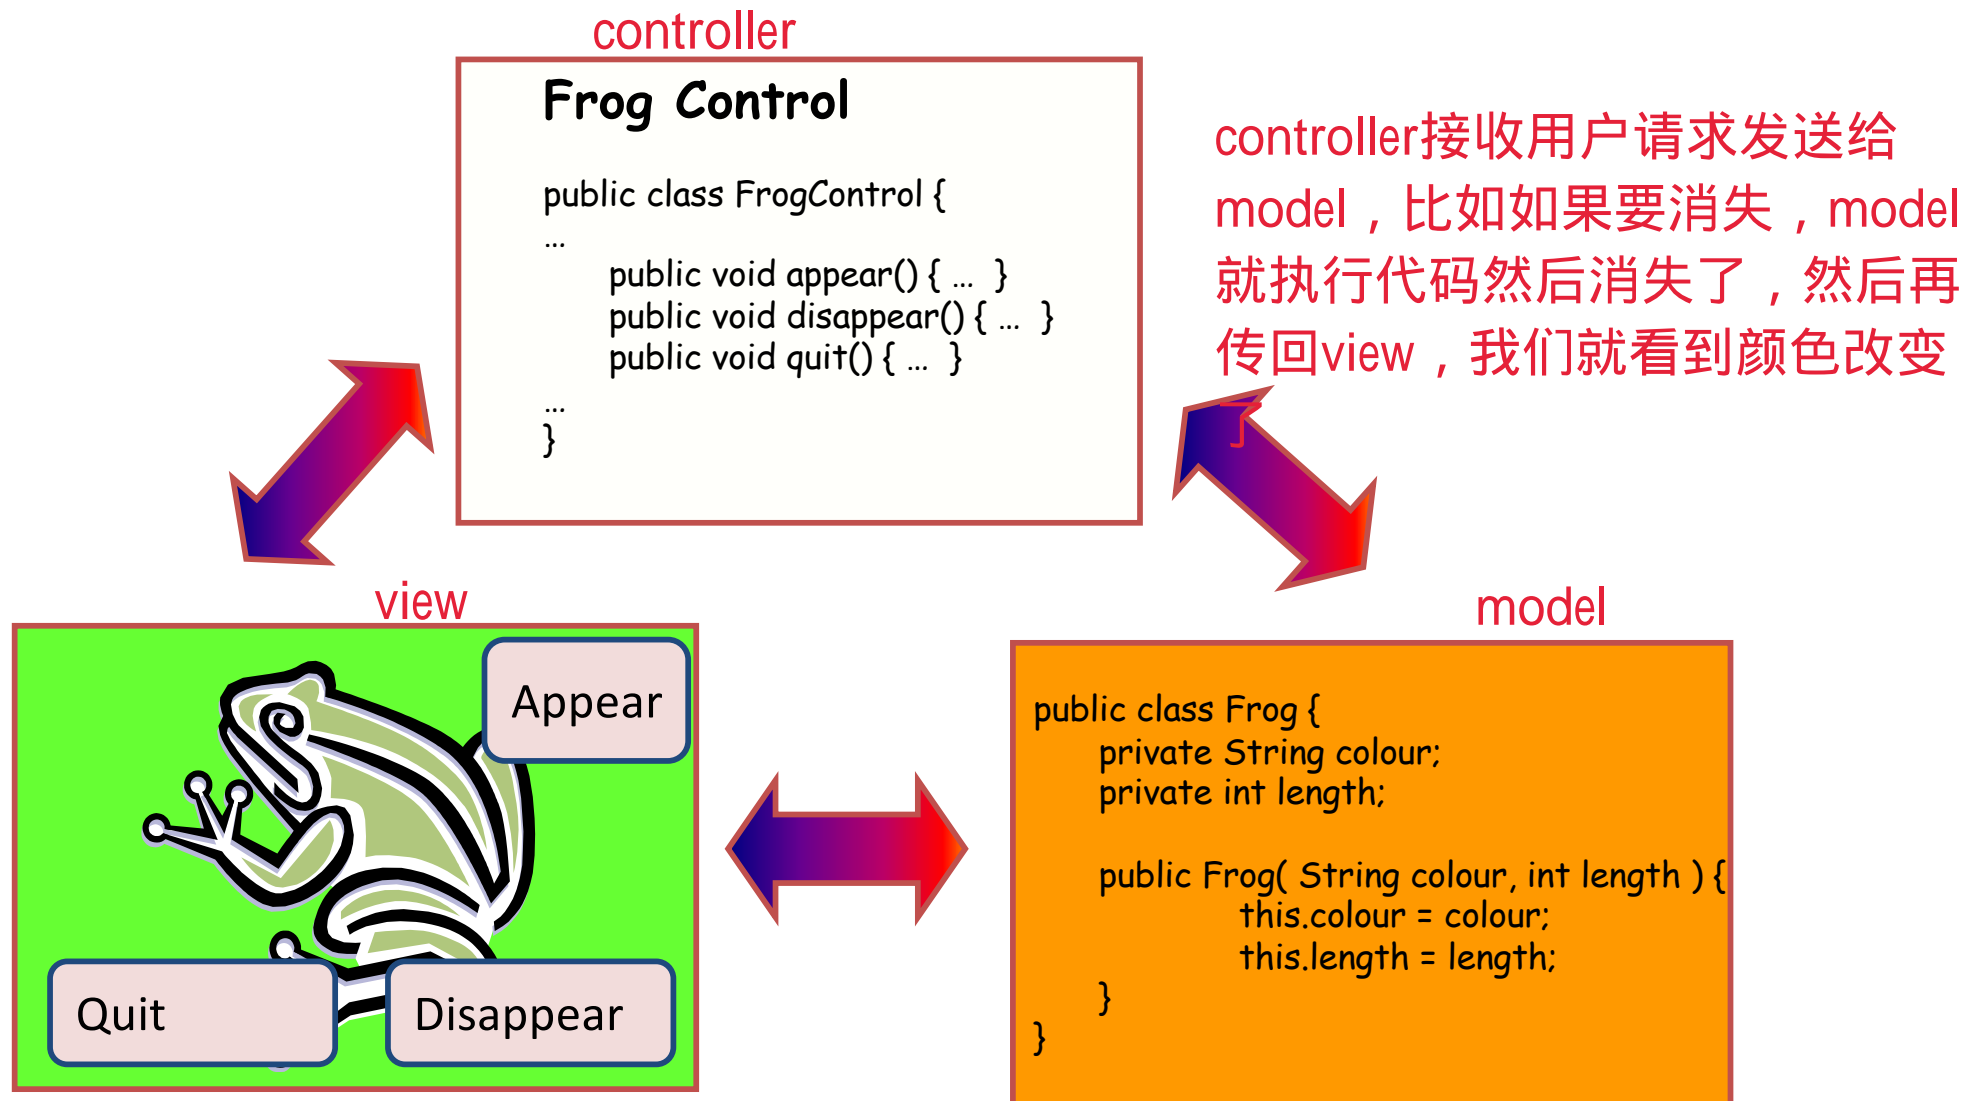 controller
Frog Control
public class FrogControl {
...
public void appear() { ... }
public void disappear() { ... }
public void quit() { ... }
...
}
controller接收用户请求发送给
model，比如如果要消失，model
就执行代码然后消失了，然后再
传回view，我们就看到颜色改变
了
view
Appear
Quit
Disappear
model
public class Frog {
private String colour;
private int length;
public Frog( String colour, int length ) {
this.colour = colour;
this.length = length;
}
}